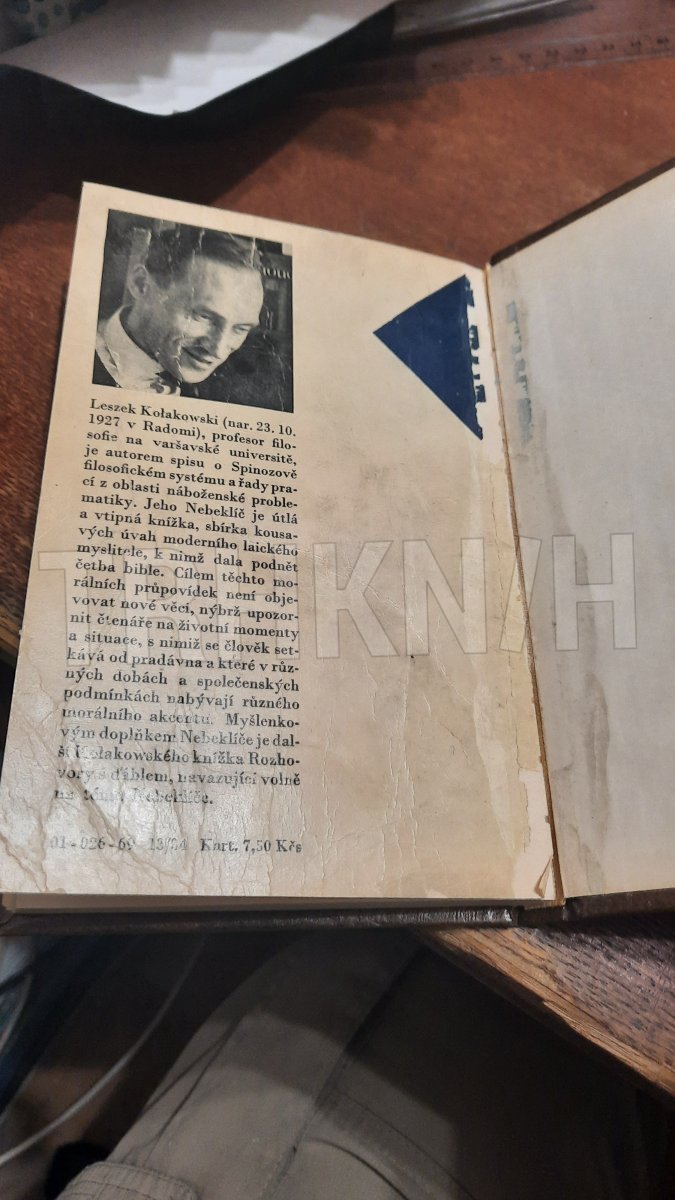 Leszek Kołakowski (nar. 23. 10.
1927 v Radomi), profesor filo-
sofie na varšavské universitě,
je autorem spisu o Spinozově
filosofickém systému a řady pra-
cí z oblasti náboženské proble-
matiky. Jeho Nebeklíč je útlá
a vtipná knížka, sbírka kousa-
vých úvah moderního laického
myslitele, k nimž dala podnět
četba bible. Cílem těchto mo-
rálních průpovídek není obje-
vovat nové věci, nýbrž upozor-
nit čtenáře na životní momenty
a situace, s nimiž se člověk set-
kává od pradávna a které v růz-
ných dobách a společenských
podmínkách nabývají různého
morálního akcentu. Myšlenko-
vým doplňkem Nebeklíče je dal-
ší Kołakowského knížka Rozho-
vory s ďáblem, navazující volně
na téma Nebeklíče.
01-026-69 13/34 Kart. 7,50 Kčs
KN/H